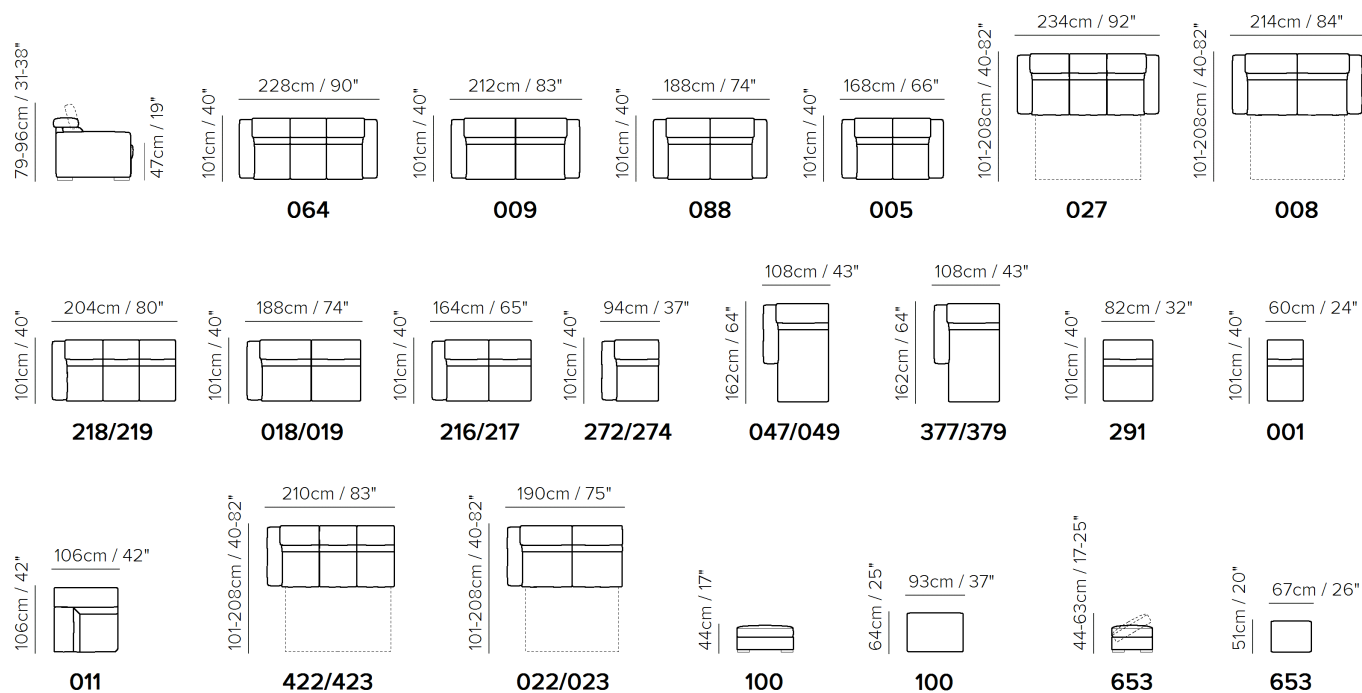 79-96cm / 31-38"
47cm / 19"
228cm / 90"
101cm / 40"
064
212cm / 83"
101cm / 40"
009
188cm / 74"
101cm / 40"
088
168cm / 66"
101cm / 40"
005
234cm / 92"
101-208cm / 40-82"
027
214cm / 84"
101-208cm / 40-82"
008
204cm / 80"
101cm / 40"
218/219
188cm / 74"
101cm / 40"
018/019
164cm / 65"
101cm / 40"
216/217
94cm / 37"
101cm / 40"
272/274
108cm / 43"
162cm / 64"
047/049
108cm / 43"
162cm / 64"
377/379
82cm / 32"
101cm / 40"
291
60cm / 24"
101cm / 40"
001
106cm / 42"
106cm / 42"
011
210cm / 83"
101-208cm / 40-82"
422/423
190cm / 75"
101-208cm / 40-82"
022/023
44cm / 17"
100
93cm / 37"
64cm / 25"
100
44-63cm / 17-25"
653
67cm / 26"
51cm / 20"
653